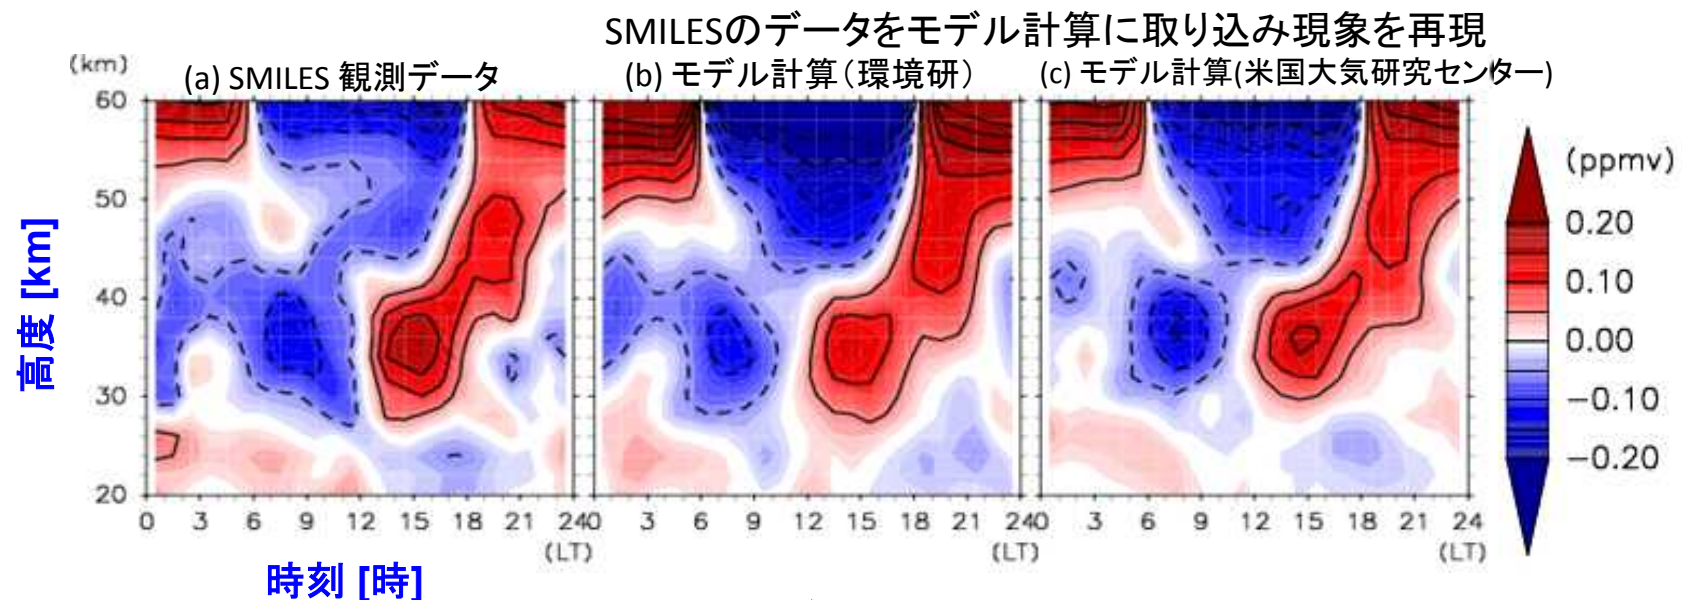 SMILESのデータをモデル計算に取り込み現象を再現
(km)
(a) SMILES 観測データ
(b) モデル計算（環境研）
(c) モデル計算(米国大気研究センター)
60
50
40
30
20
高度 [km]
0 3 6 9 12 15 18 21 24
0 3 6 9 12 15 18 21 24
0 3 6 9 12 15 18 21 24
(LT)
(LT)
(LT)
時刻 [時]
(ppmv)
0.20
0.10
0.00
−0.10
−0.20